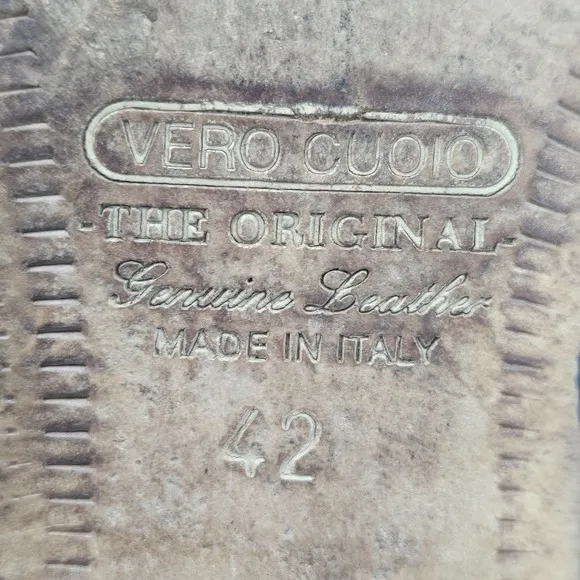 VERO CUOIO
-THE ORIGINAL-
Genuine Leather
MADE IN ITALY
42